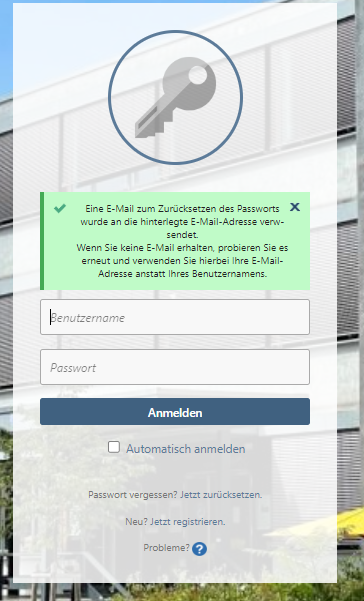 Eine E-Mail zum Zurücksetzen des Passworts
wurde an die hinterlegte E-Mail-Adresse verw-
sendet.
Wenn Sie keine E-Mail erhalten, probieren Sie es
erneut und verwenden Sie hierbei Ihre E-Mail-
Adresse anstatt Ihres Benutzernamens.
Benutzername
Passwort
Anmelden
Automatisch anmelden
Passwort vergessen? Jetzt zurücksetzen.
Neu? Jetzt registrieren.
Probleme? ?